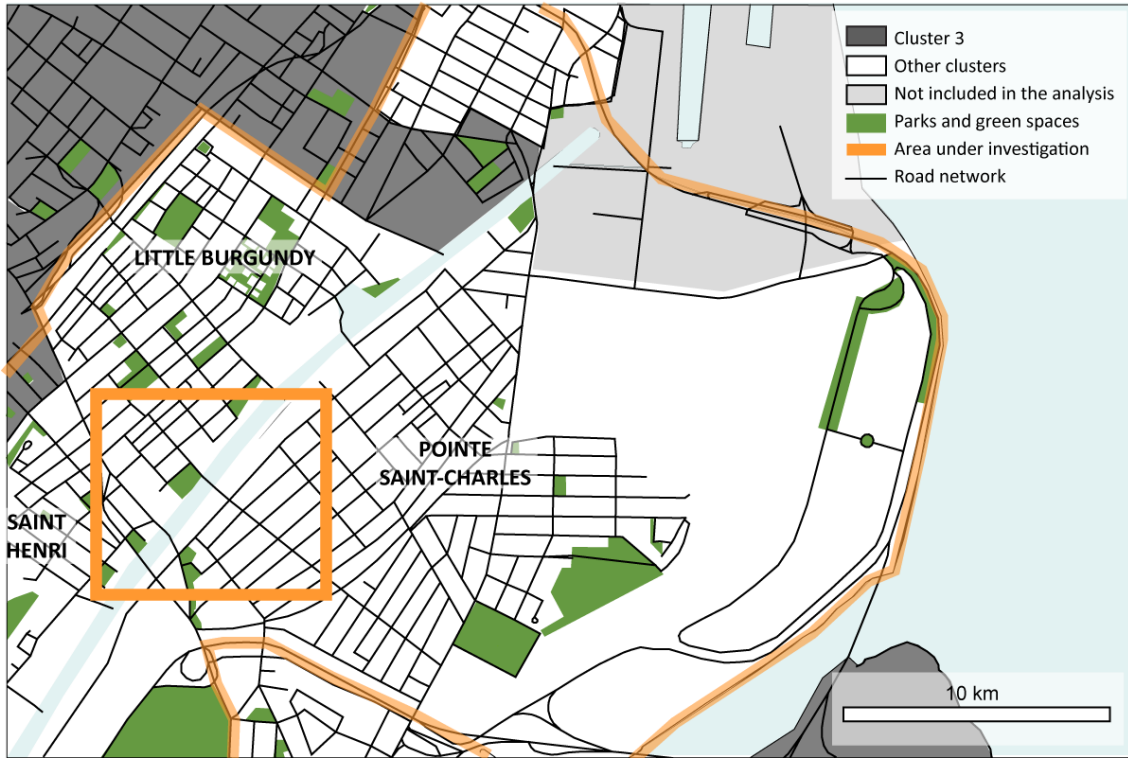 Cluster 3
Other clusters
Not included in the analysis
Parks and green spaces
Area under investigation
Road network
LITTLE BURGUNDY
POINTE
SAINT-CHARLES
SAINT
HENRI
10 km